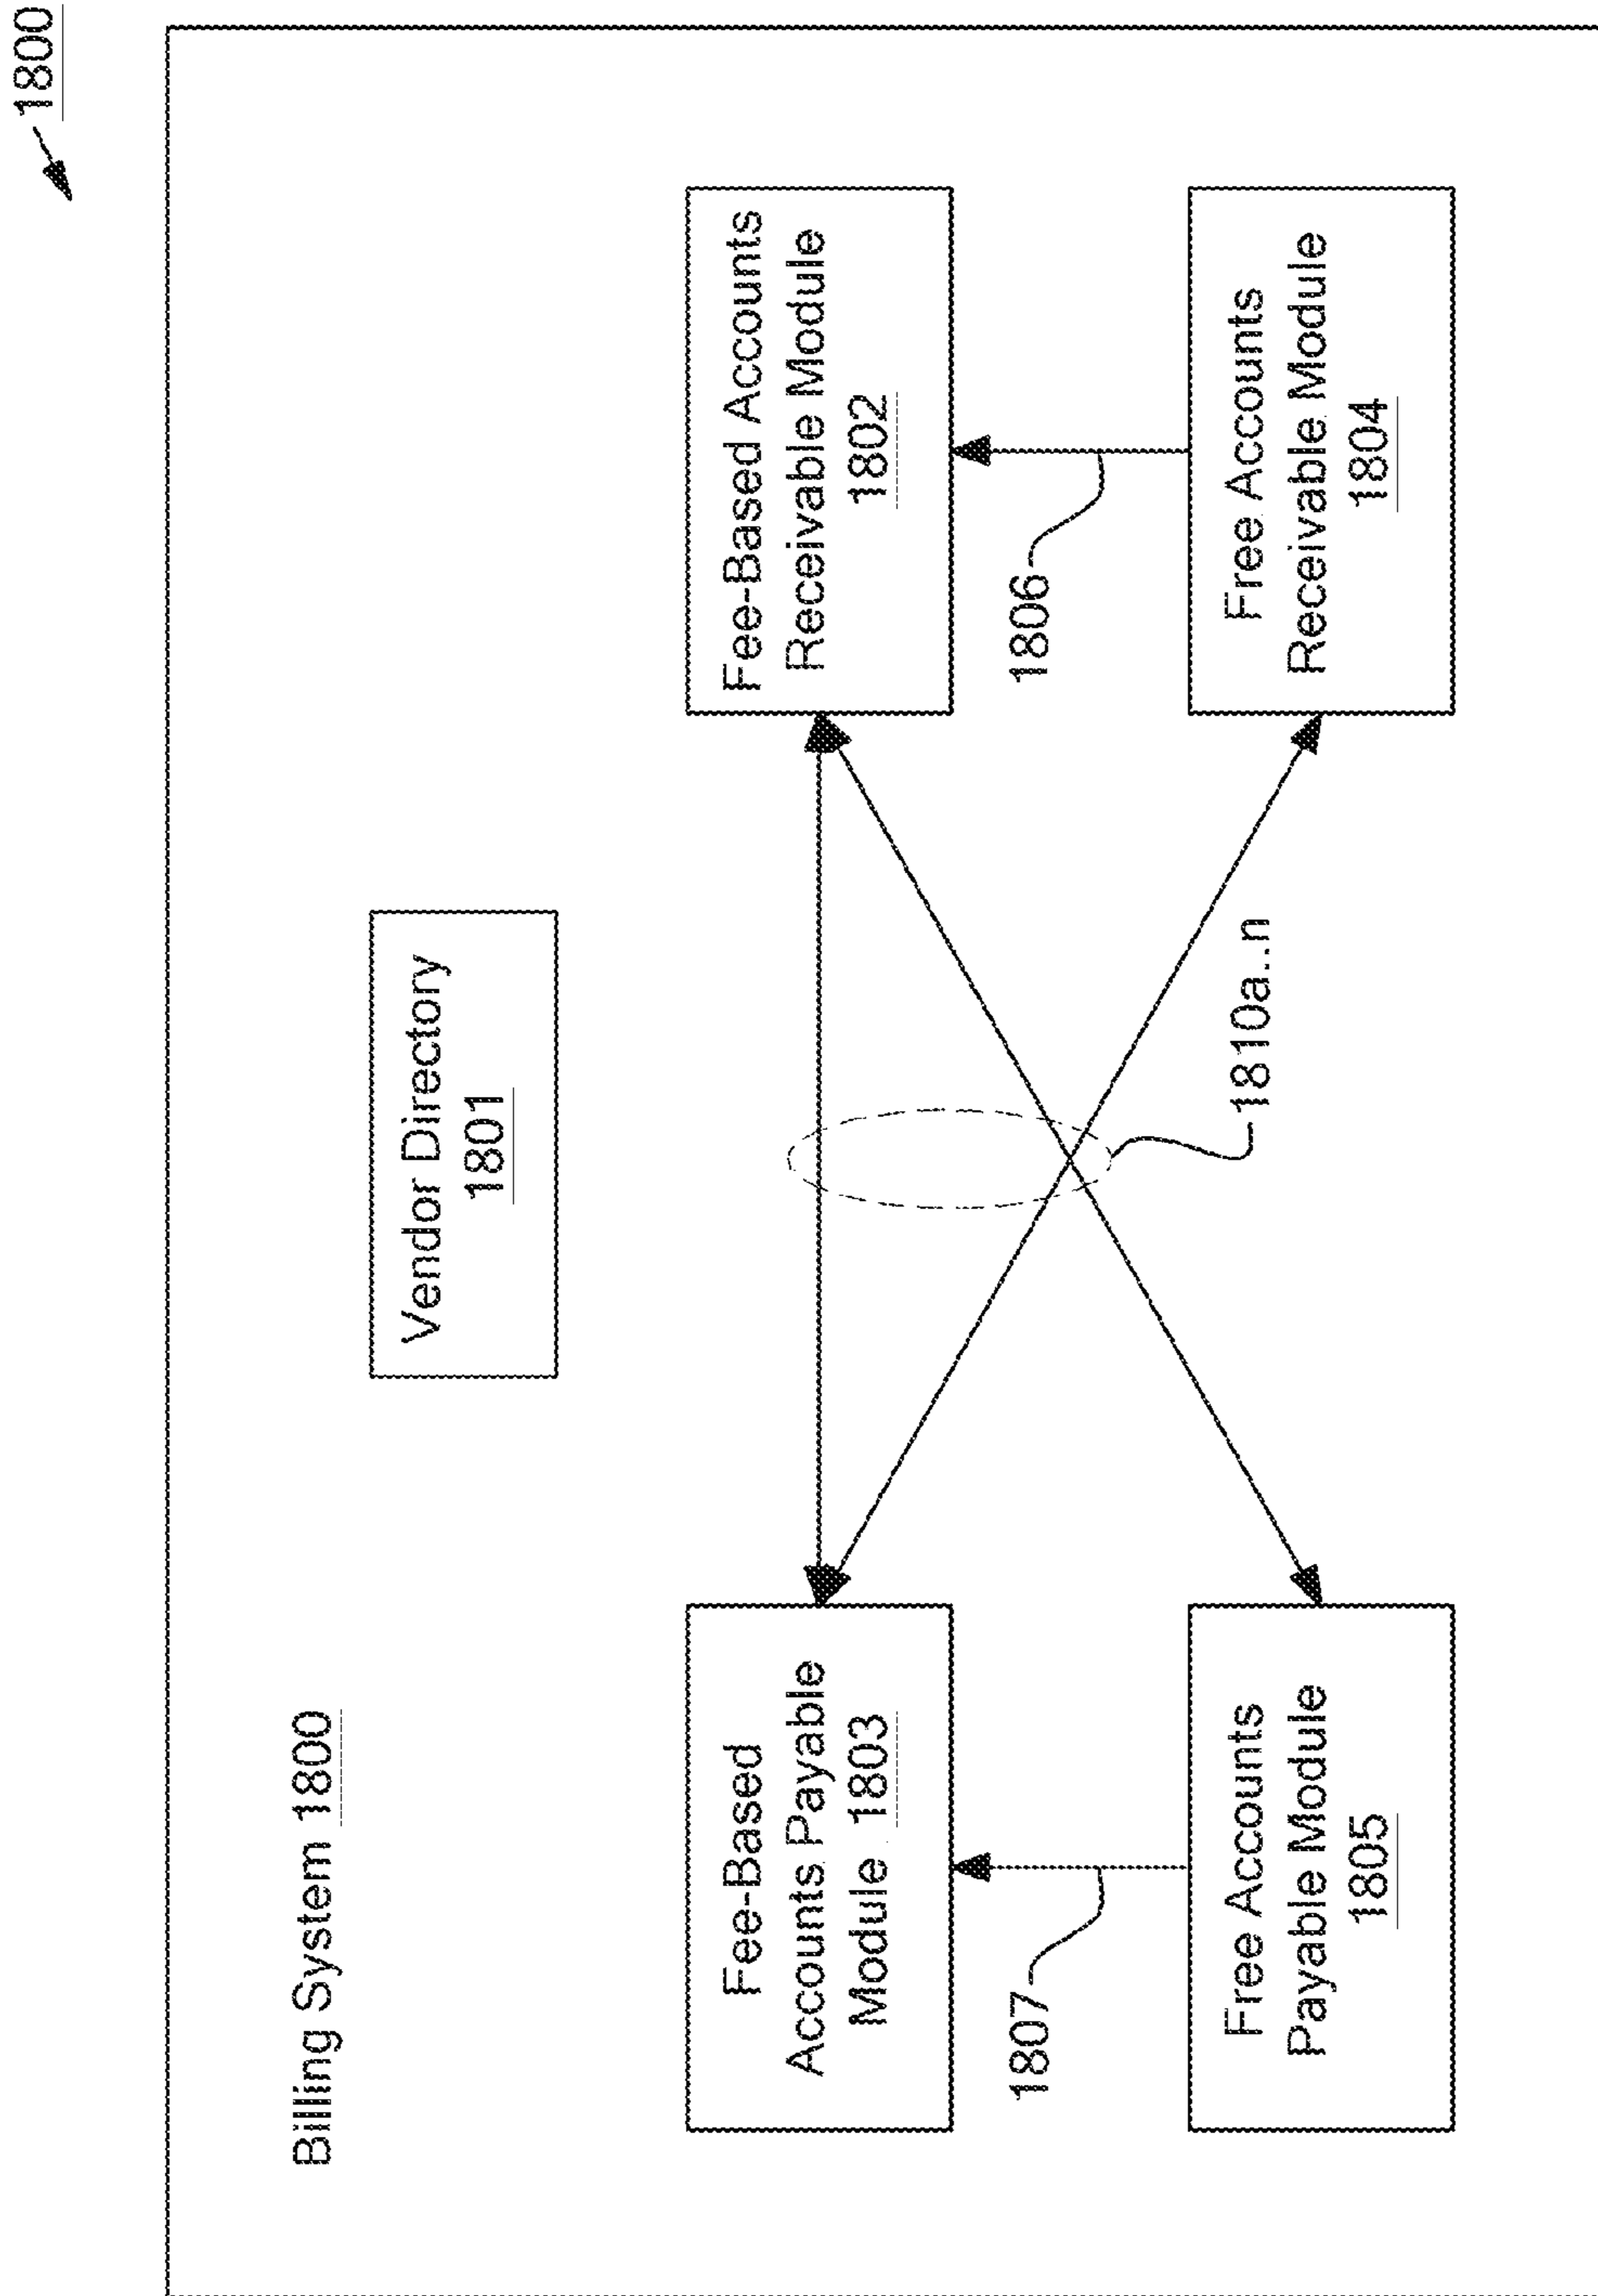 1800
Billing System 1800
Vendor Directory
1801
Fee-Based
Accounts Payable
Module 1803
Fee-Based Accounts
Receivable Module
1802
1807
1806
1810a..n
Free Accounts
Payable Module
1805
Free Accounts
Receivable Module
1804